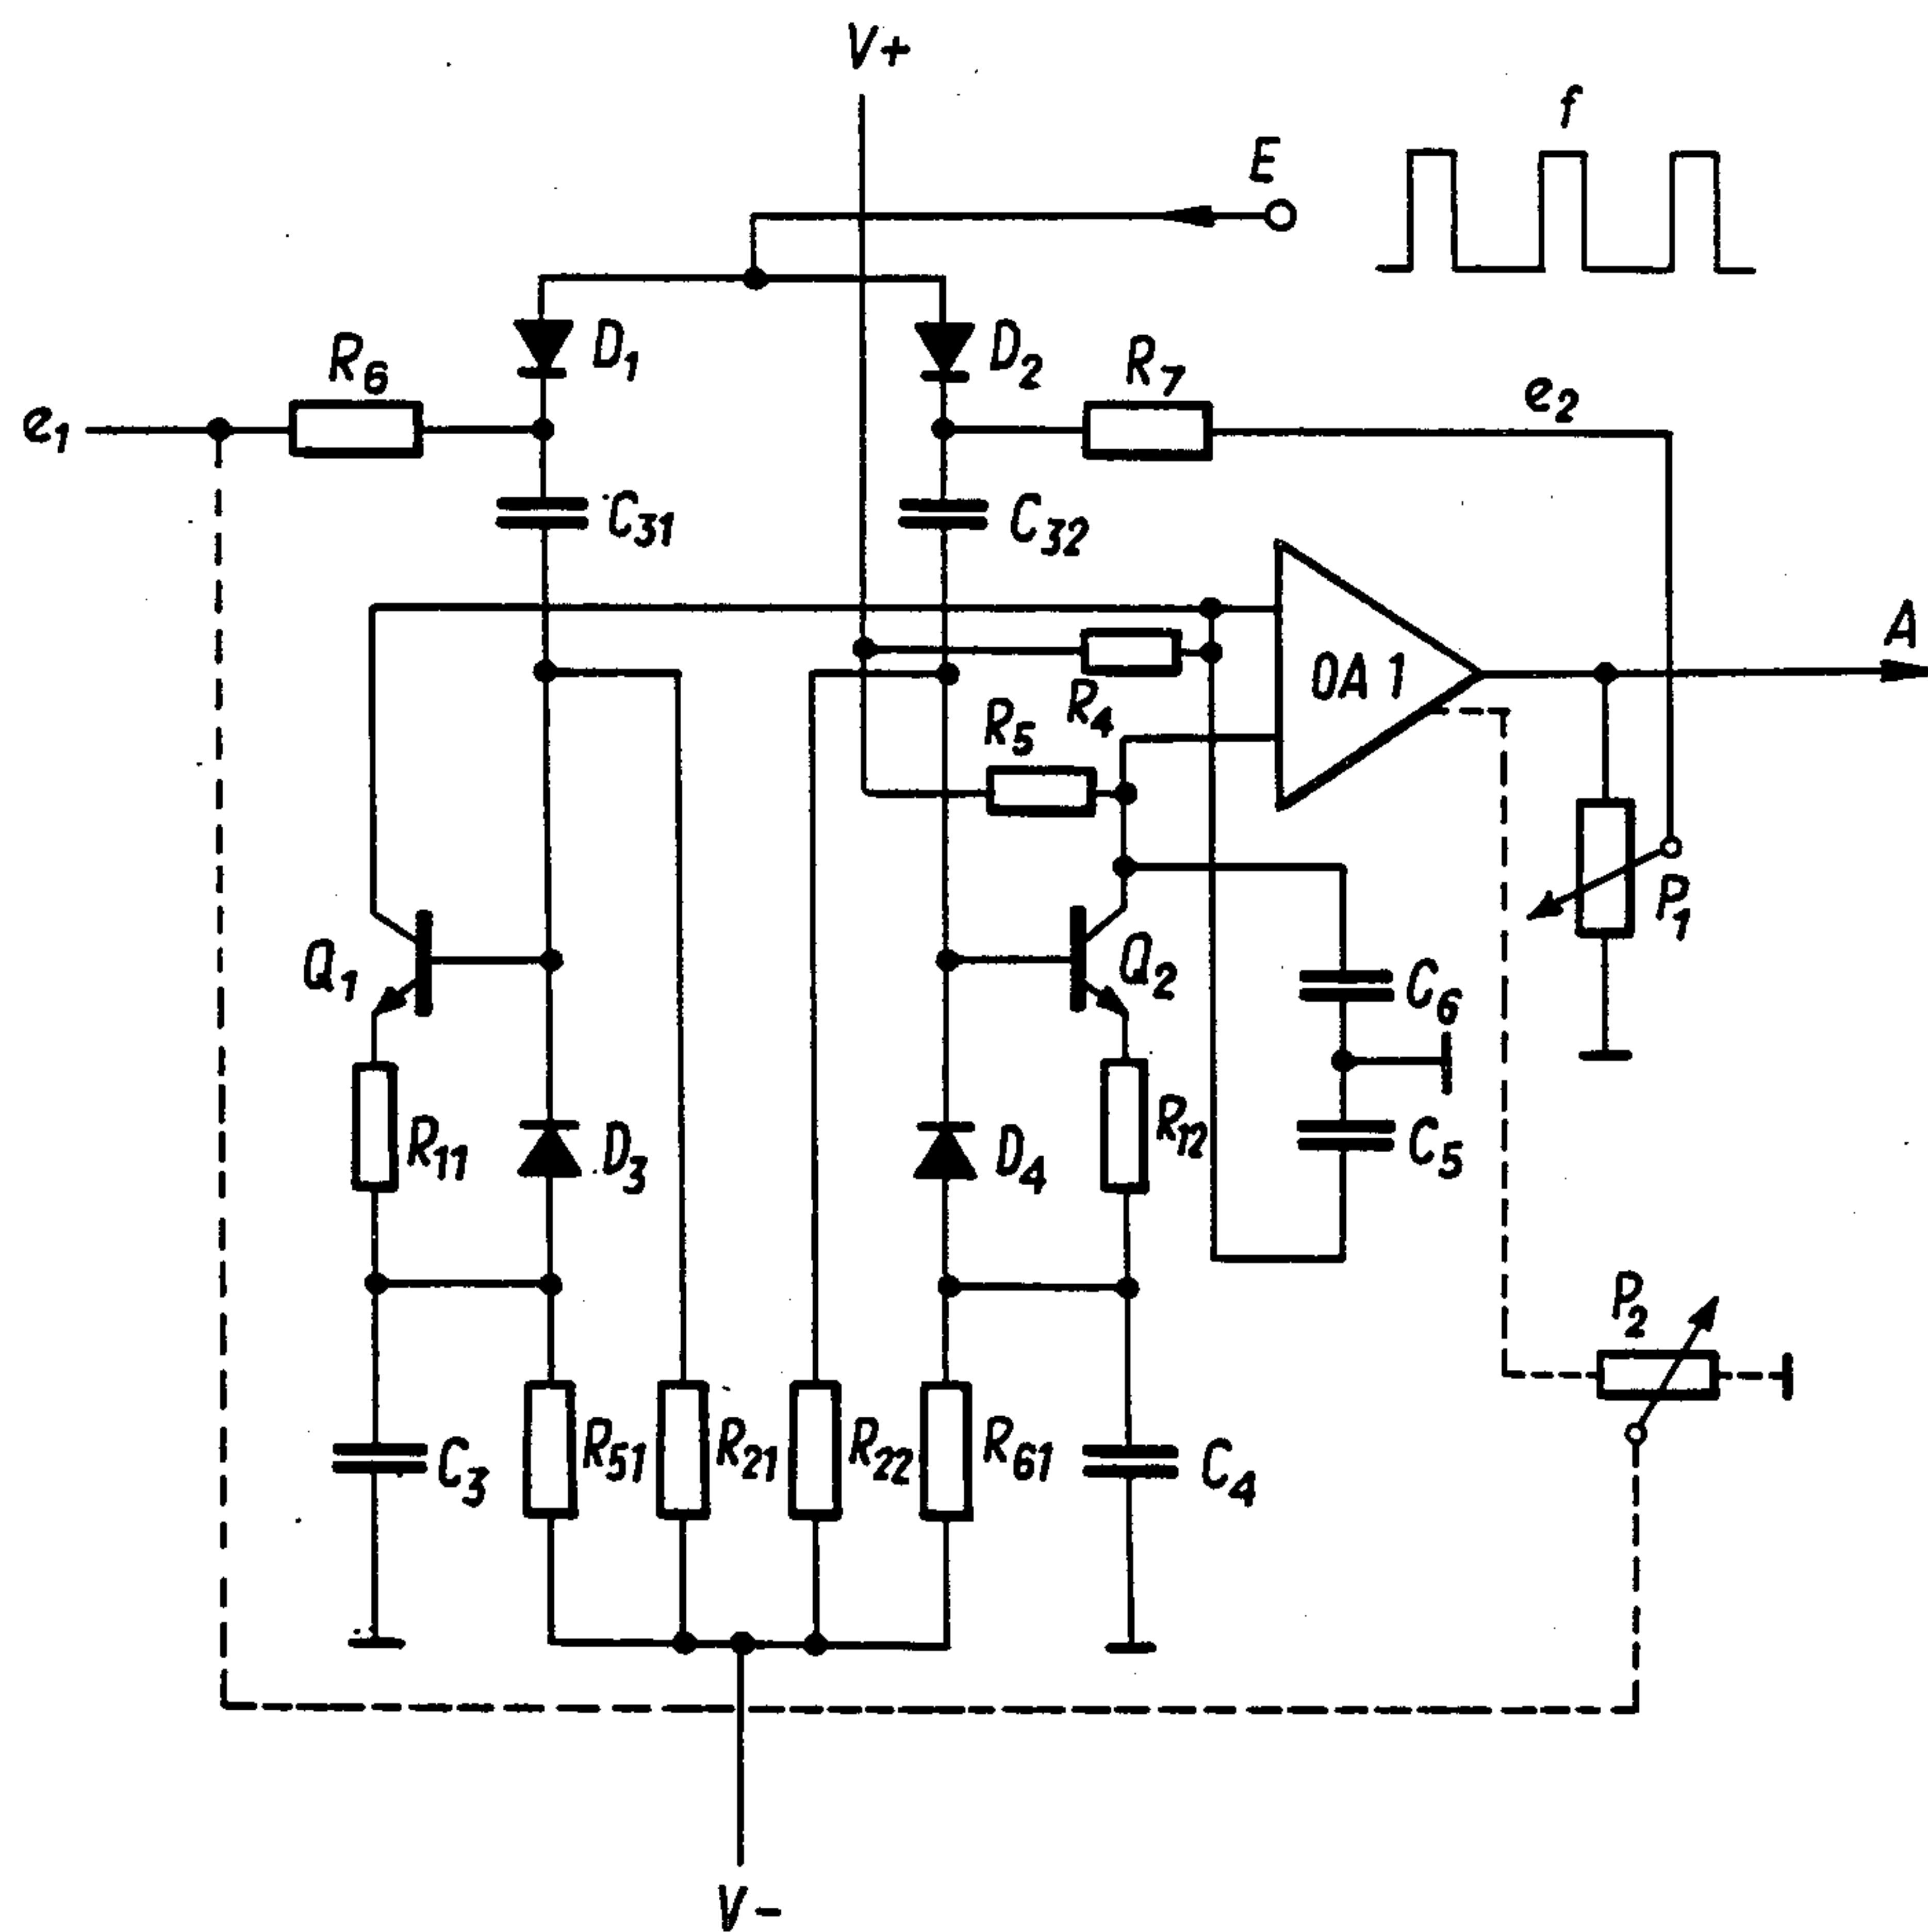 V+
f
E
D1
D2
R6
R7
e1
e2
C31
C32
A
OA 1
R4
R5
P1
Q1
Q2
C6
R11
D3
D4
R12
C5
P2
C3
R51
R21
R22
R61
C4
V-